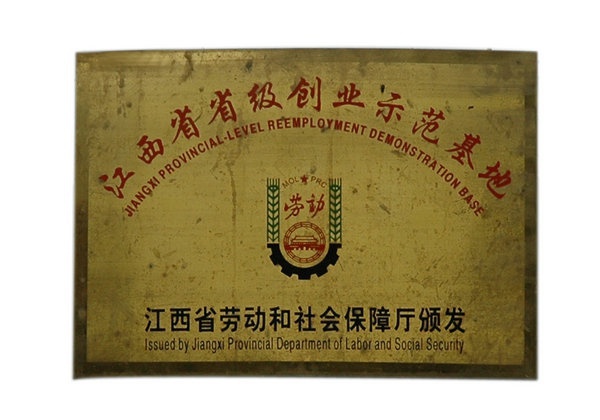 江西省省级创业示范基地
JIANGXI PROVINCIAL-LEVEL REEMPLOYMENT DEMONSTRATION BASE
MOL★PRC
劳动
江西省劳动和社会保障厅颁发
Issued by Jiangxi Provincial Department of Labor and Social Security